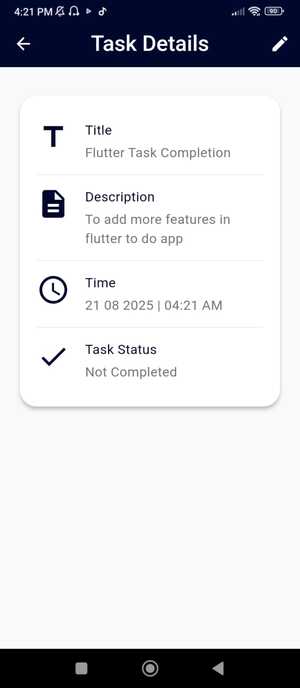 4:21 PM
90
Task Details
Title
Flutter Task Completion
Description
To add more features in
flutter to do app
Time
21 08 2025 | 04:21 AM
Task Status
Not Completed